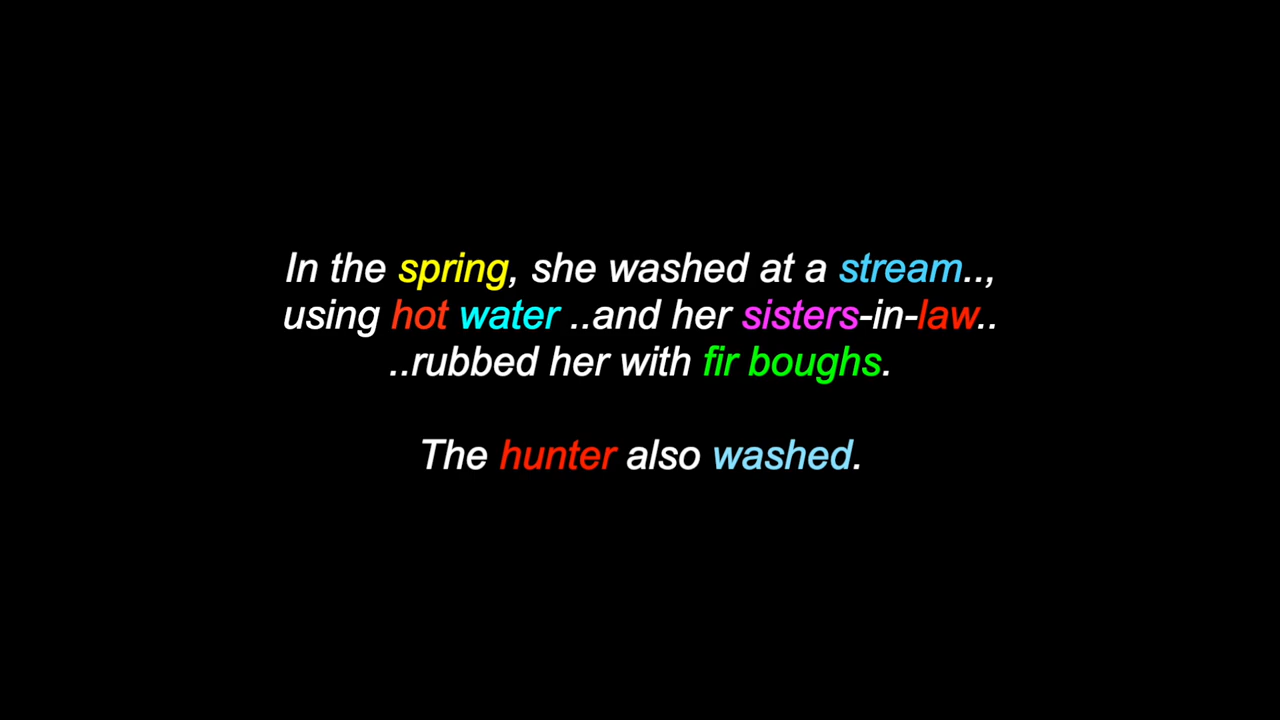 In the spring, she washed at a stream..,
using hot water ..and her sisters-in-law..
..rubbed her with fir boughs.
The hunter also washed.